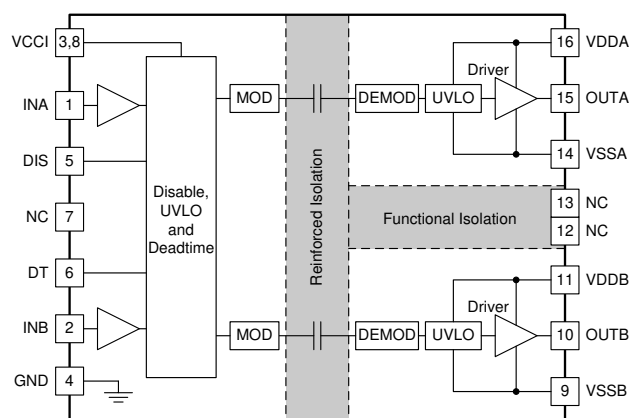 VCCI 3,8
INA 1
DIS 5
NC 7
DT 6
INB 2
GND 4
Disable,
UVLO
and
Deadtime
MOD
MOD
Reinforced Isolation
DEMOD
UVLO
Driver
16 VDDA
15 OUTA
14 VSSA
Functional Isolation
13 NC
12 NC
DEMOD
UVLO
Driver
11 VDDB
10 OUTB
9 VSSB